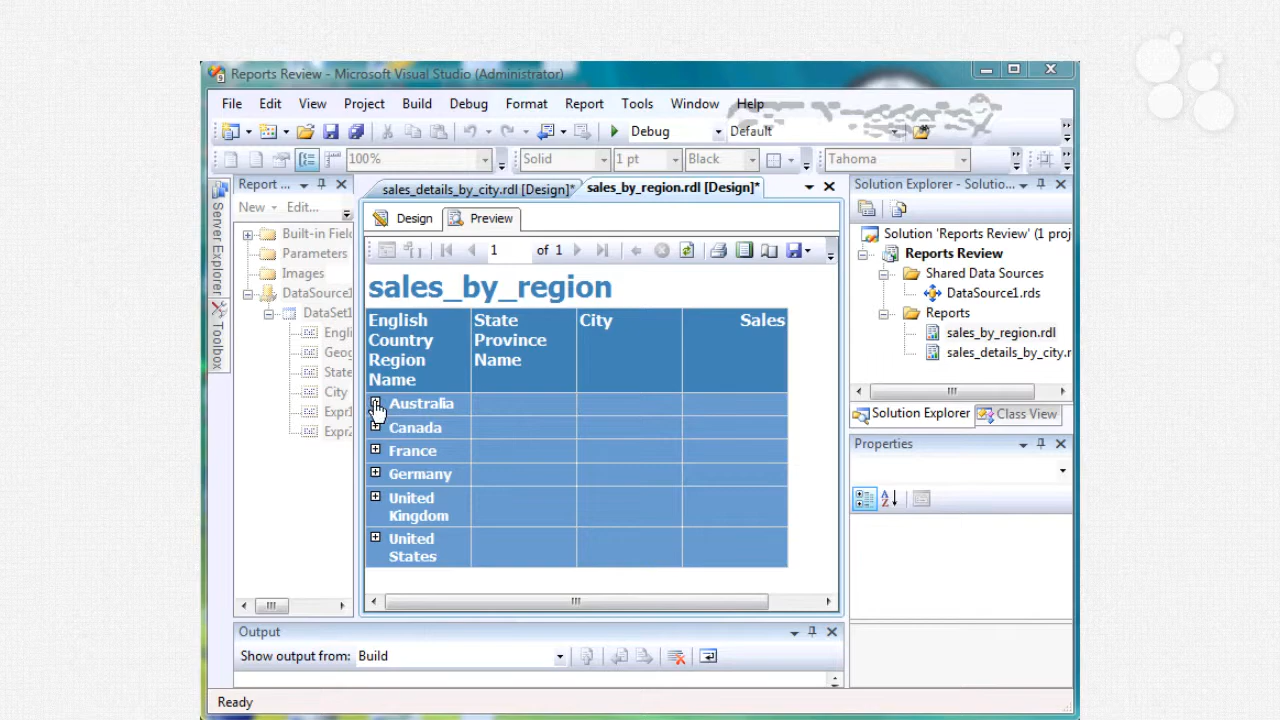 Reports Review - Microsoft Visual Studio (Administrator)
File Edit View Project Build Debug Format Report Tools Window Help
Debug Default
100% Solid 1 pt Black Tahoma
Report ...
New Edit...
Built-in Field
Parameters
Images
DataSource1
DataSet1
Engli
Geog
State
City
Expr1
Expr2
Server Explorer
Toolbox
sales_details_by_city.rdl [Design]* sales_by_region.rdl [Design]*
Design Preview
1 of 1
sales_by_region
English Country Region Name State Province Name City Sales
Australia
Canada
France
Germany
United
Kingdom
United
States
Solution Explorer - Solutio...
Solution 'Reports Review' (1 proj
Reports Review
Shared Data Sources
DataSource1.rds
Reports
sales_by_region.rdl
sales_details_by_city.r
Solution Explorer Class View
Properties
Output
Show output from: Build
Ready